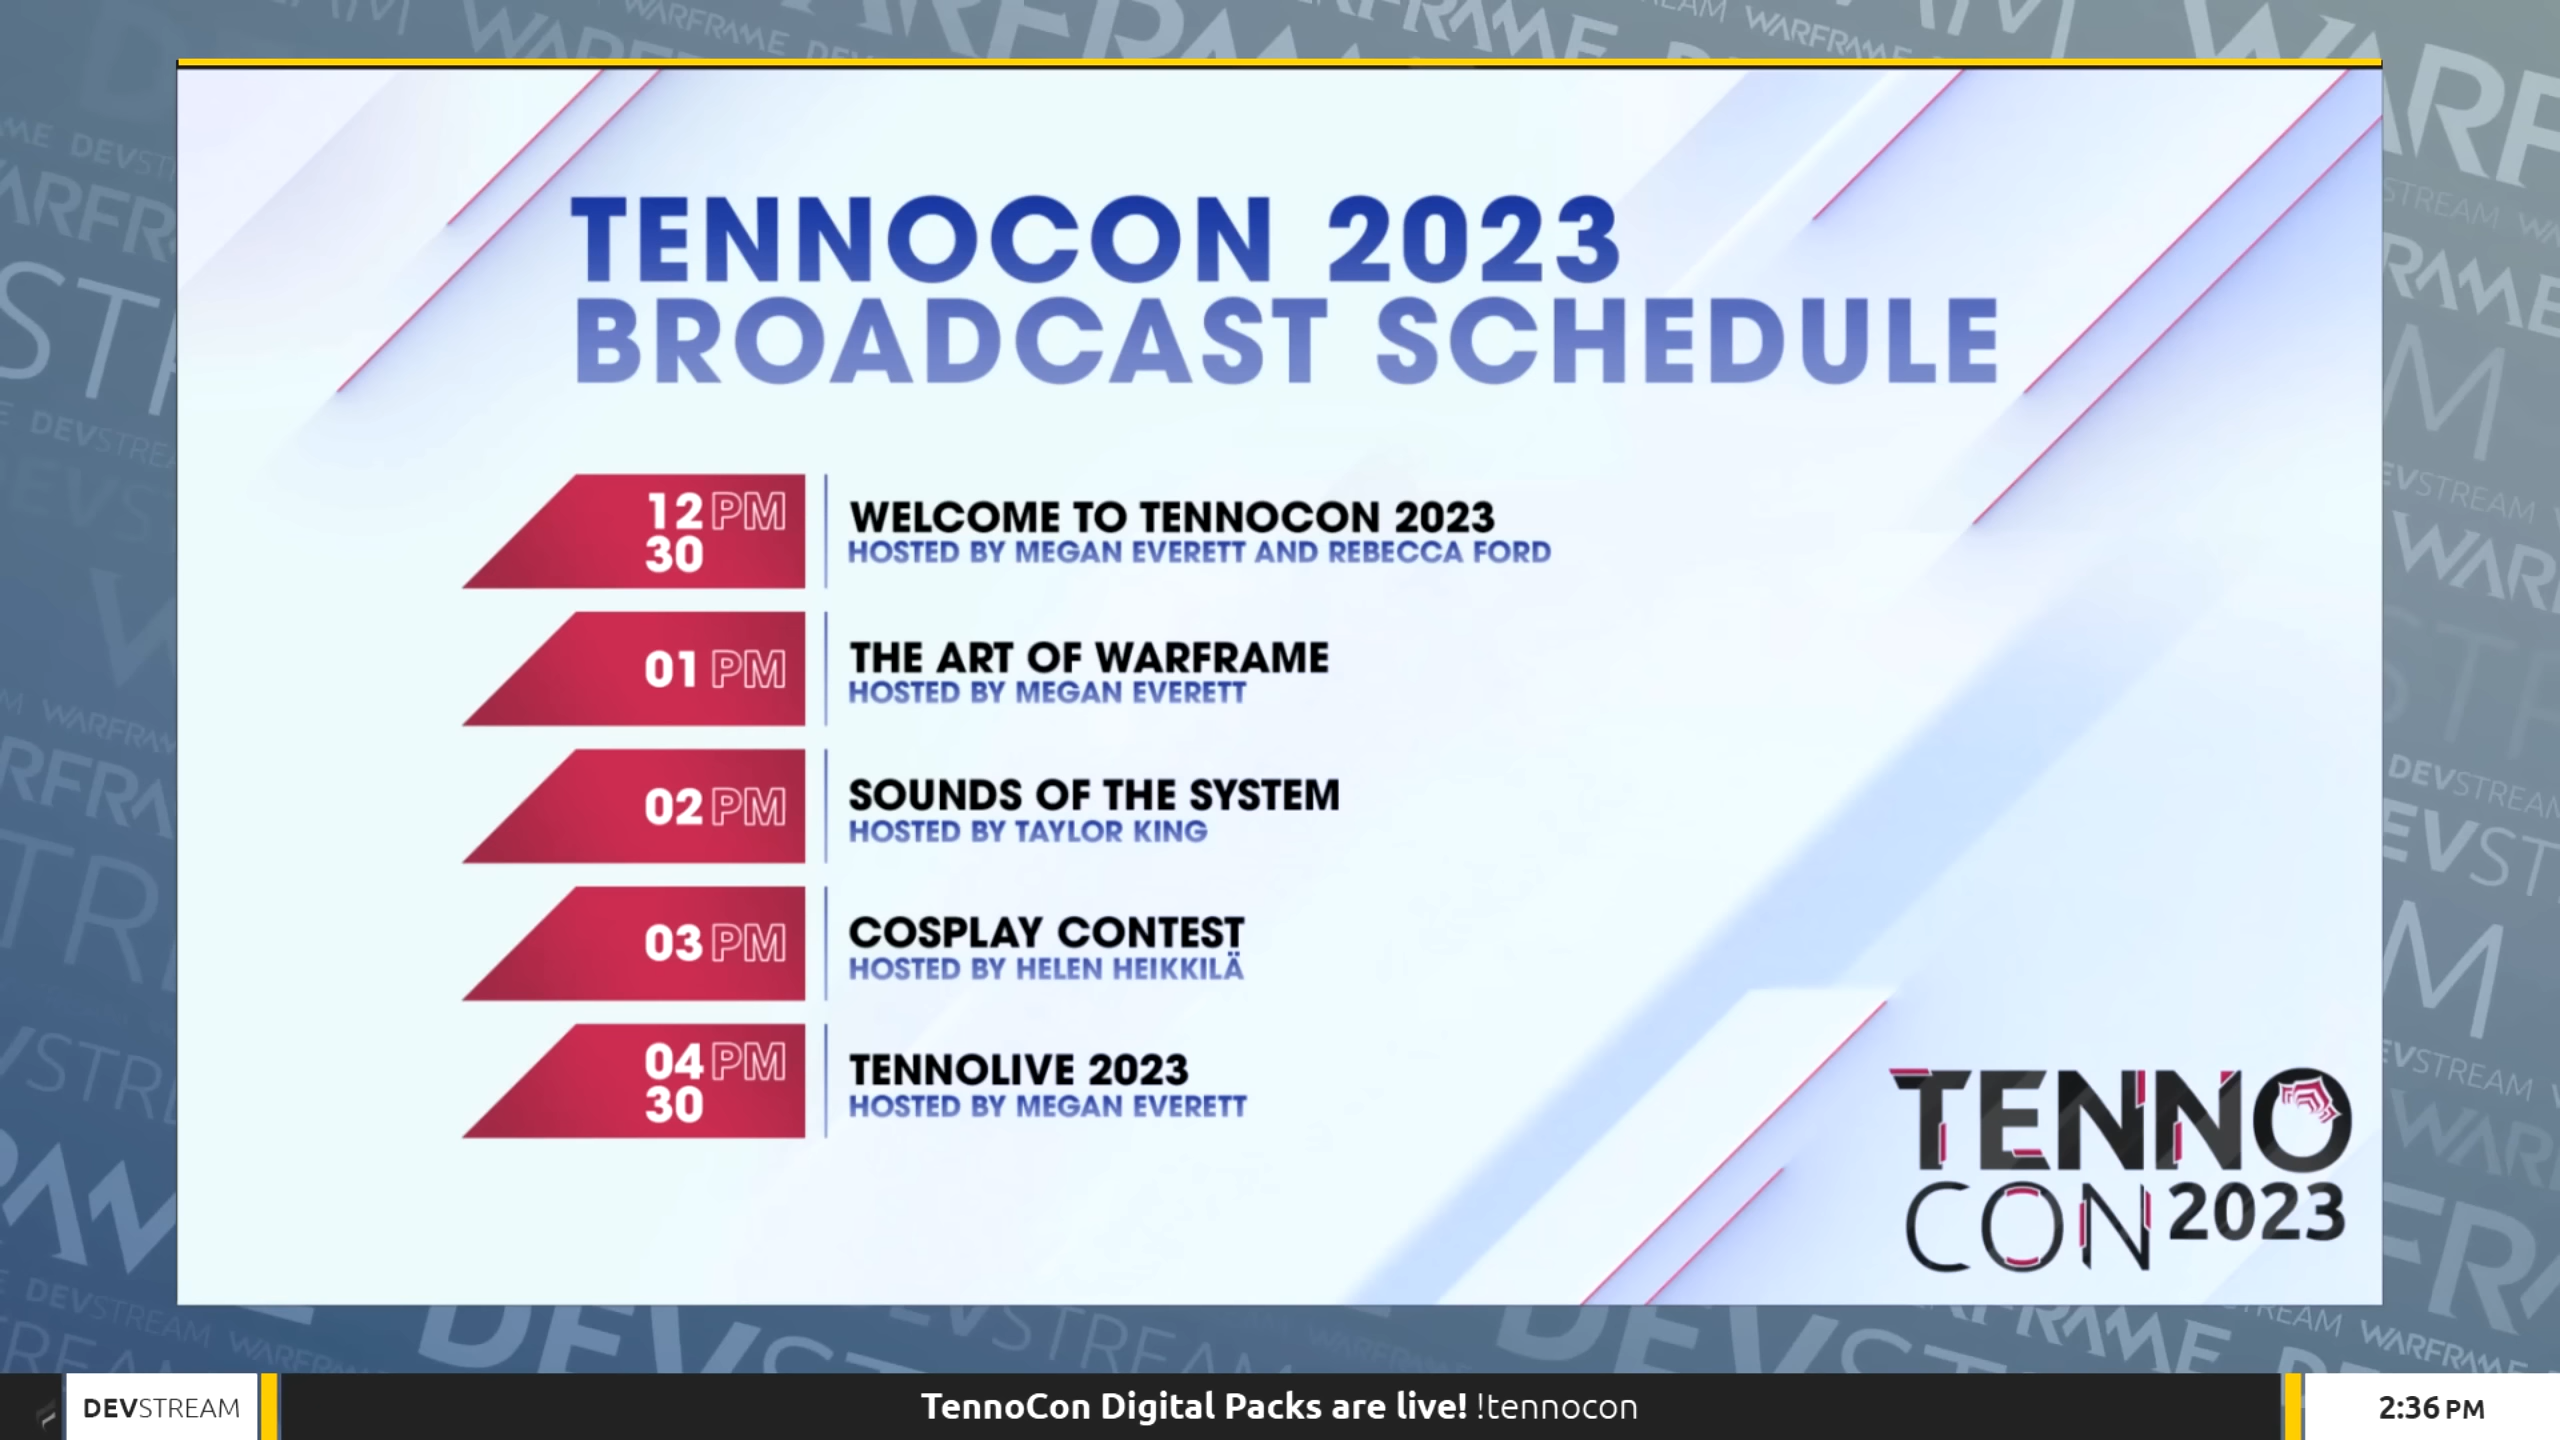 TENNOCON 2023
BROADCAST SCHEDULE
12 PM
30
WELCOME TO TENNOCON 2023
HOSTED BY MEGAN EVERETT AND REBECCA FORD
01 PM
THE ART OF WARFRAME
HOSTED BY MEGAN EVERETT
02 PM
SOUNDS OF THE SYSTEM
HOSTED BY TAYLOR KING
03 PM
COSPLAY CONTEST
HOSTED BY HELEN HEIKKILÄ
04 PM
30
TENNOLIVE 2023
HOSTED BY MEGAN EVERETT
TENNO
CON 2023
DEVSTREAM
TennoCon Digital Packs are live! !tennocon
2:36 PM